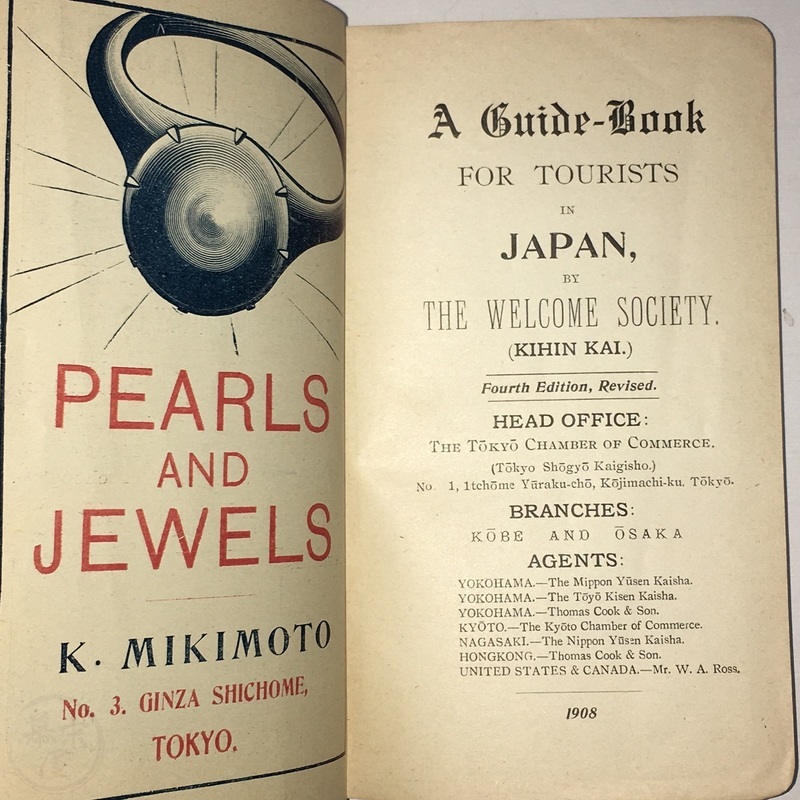 PEARLS
AND
JEWELS
K. MIKIMOTO
No. 3. GINZA SHICHOME,
TOKYO.
A Guide-Book
FOR TOURISTS
IN
JAPAN,
BY
THE WELCOME SOCIETY.
(KIHIN KAI.)
Fourth Edition, Revised.
HEAD OFFICE:
THE TŌKYŌ CHAMBER OF COMMERCE.
(Tōkyo Shōgyō Kaigisho.)
No. 1, 1tchōme Yūraku-chō, Kōjimachi-ku, Tōkyō.
BRANCHES:
KŌBE AND ŌSAKA
AGENTS:
YOKOHAMA.—The Mippon Yūsen Kaisha.
YOKOHAMA.—The Tōyō Kisen Kaisha.
YOKOHAMA.—Thomas Cook & Son.
KYŌTO.—The Kyōto Chamber of Commerce.
NAGASAKI.—The Nippon Yūsen Kaisha.
HONGKONG.—Thomas Cook & Son.
UNITED STATES & CANADA.—Mr. W. A. Ross.
1908